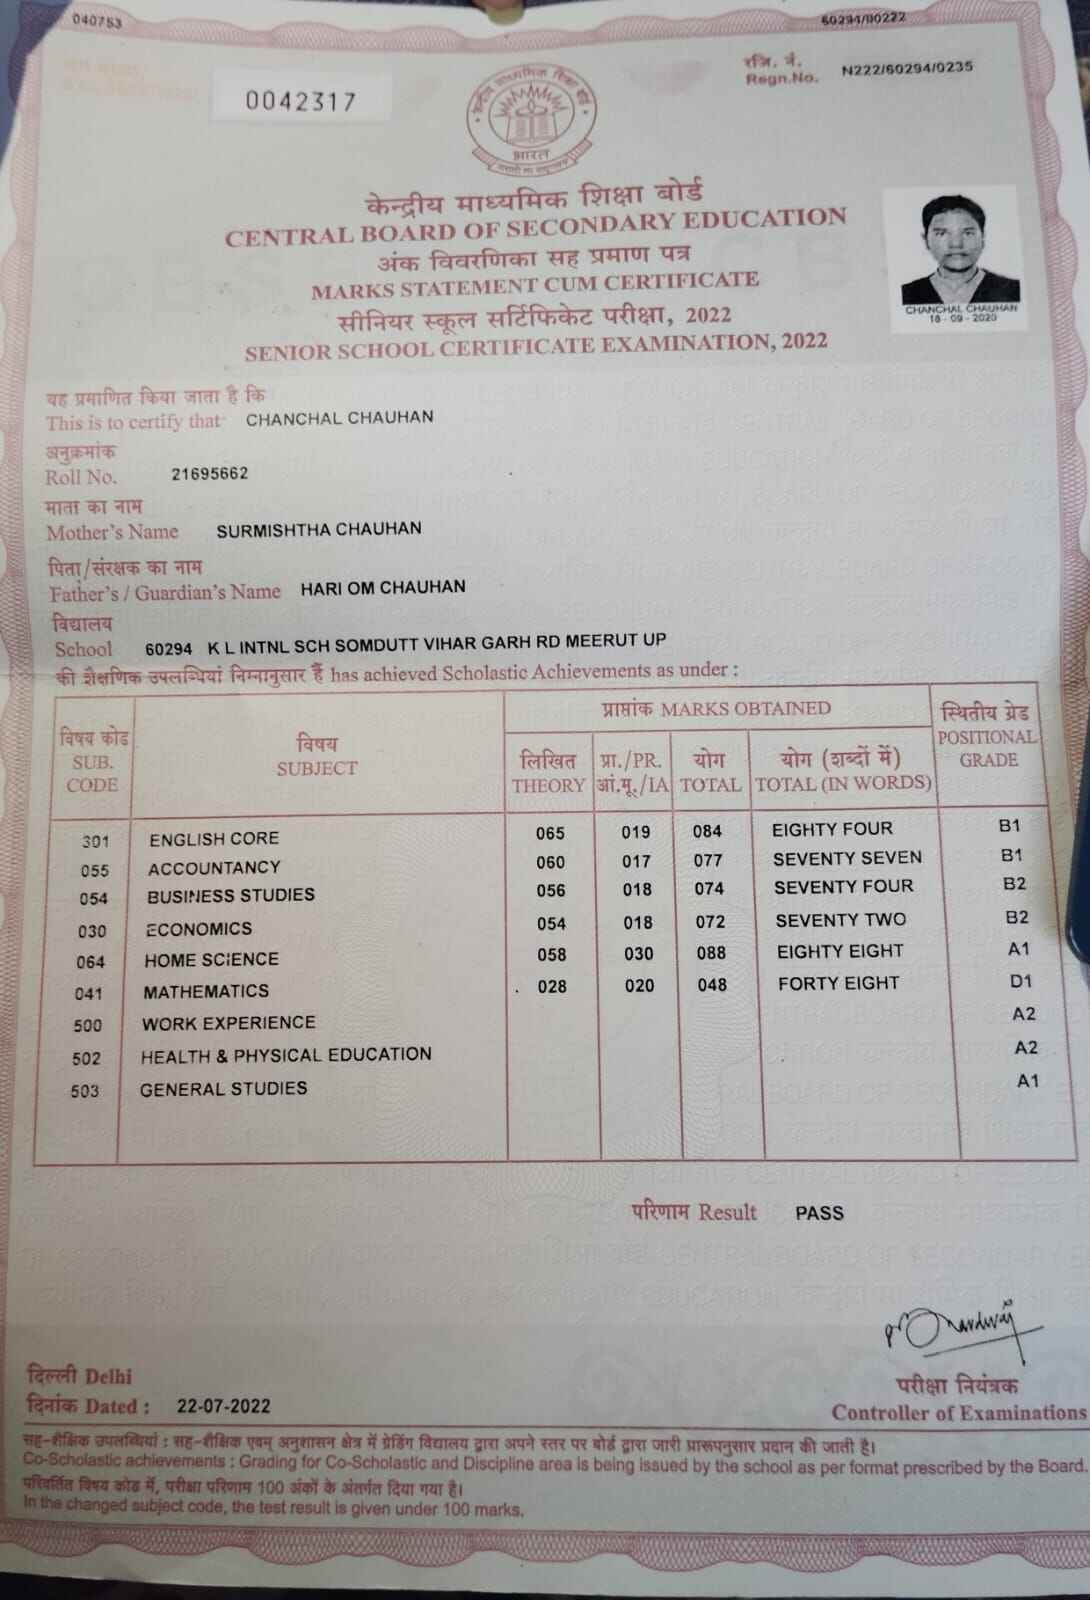 040753
60294/00222
0042317
रजि. नं.
Regn.No. N222/60294/0235
केन्द्रीय माध्यमिक शिक्षा बोर्ड
भारत
केन्द्रीय माध्यमिक शिक्षा बोर्ड
CENTRAL BOARD OF SECONDARY EDUCATION
अंक विवरणिका सह प्रमाण पत्र
MARKS STATEMENT CUM CERTIFICATE
सीनियर स्कूल सर्टिफिकेट परीक्षा, 2022
SENIOR SCHOOL CERTIFICATE EXAMINATION, 2022
CHANCHAL CHAUHAN
18 - 09 - 2020
यह प्रमाणित किया जाता है कि
This is to certify that CHANCHAL CHAUHAN
अनुक्रमांक
Roll No. 21695662
माता का नाम
Mother's Name SURMISHTHA CHAUHAN
पिता/संरक्षक का नाम
Father's / Guardian's Name HARI OM CHAUHAN
विद्यालय
School 60294 K L INTNL SCH SOMDUTT VIHAR GARH RD MEERUT UP
की शैक्षणिक उपलब्धियां निम्नानुसार हैं has achieved Scholastic Achievements as under :
विषय कोड
SUB.
CODE
विषय
SUBJECT
प्राप्तांक MARKS OBTAINED
लिखित
THEORY
प्रा./PR.
आं.मू./IA
योग
TOTAL
योग (शब्दों में)
TOTAL (IN WORDS)
स्थितीय ग्रेड
POSITIONAL
GRADE
301 ENGLISH CORE 065 019 084 EIGHTY FOUR B1
055 ACCOUNTANCY 060 017 077 SEVENTY SEVEN B1
054 BUSINESS STUDIES 056 018 074 SEVENTY FOUR B2
030 ECONOMICS 054 018 072 SEVENTY TWO B2
064 HOME SCIENCE 058 030 088 EIGHTY EIGHT A1
041 MATHEMATICS 028 020 048 FORTY EIGHT D1
500 WORK EXPERIENCE A2
502 HEALTH & PHYSICAL EDUCATION A2
503 GENERAL STUDIES A1
परिणाम Result PASS
दिल्ली Delhi
दिनांक Dated : 22-07-2022
परीक्षा नियंत्रक
Controller of Examinations
सह-शैक्षिक उपलब्धियां : सह-शैक्षिक एवम् अनुशासन क्षेत्र में ग्रेडिंग विद्यालय द्वारा अपने स्तर पर बोर्ड द्वारा जारी प्रारूपनुसार प्रदान की जाती है।
Co-Scholastic achievements : Grading for Co-Scholastic and Discipline area is being issued by the school as per format prescribed by the Board.
परिवर्तित विषय कोड में, परीक्षा परिणाम 100 अंकों के अंतर्गत दिया गया है।
In the changed subject code, the test result is given under 100 marks.